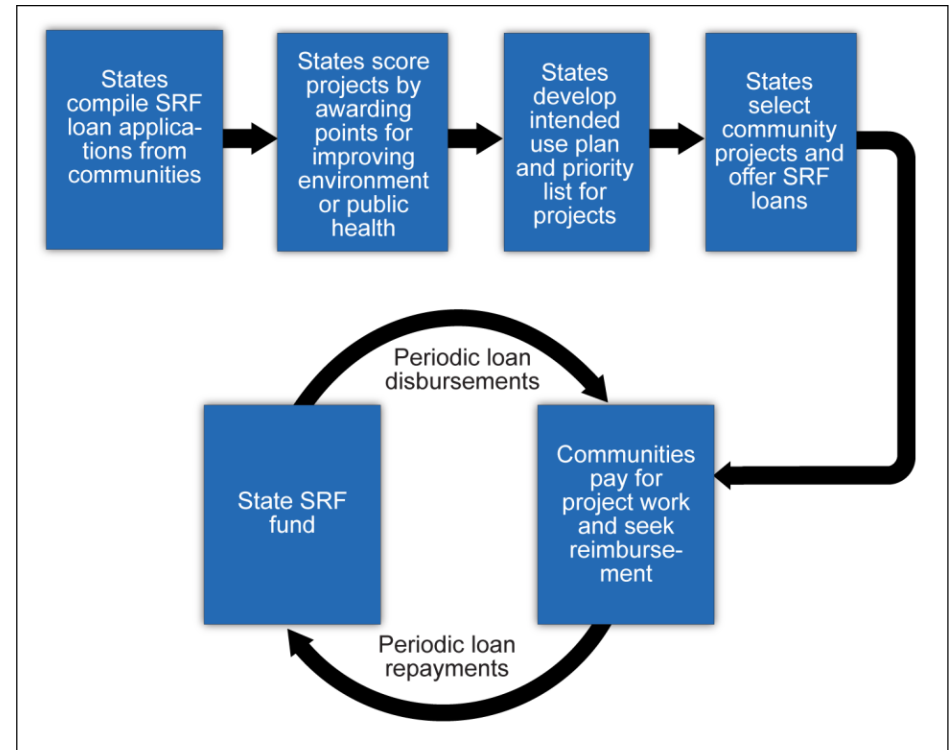 States
compile SRF
loan applica-
tions from
communities
States score
projects by
awarding
points for
improving
environment
or public
health
States
develop
intended
use plan
and priority
list for
projects
States
select
community
projects and
offer SRF
loans
Periodic loan
disbursements
State SRF
fund
Communities
pay for
project work
and seek
reimburse-
ment
Periodic loan
repayments